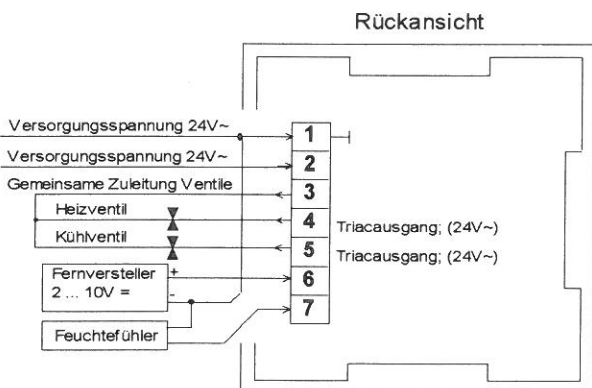 Rückansicht
Versorgungsspannung 24V~
1
Versorgungsspannung 24V~
2
Gemeinsame Zuleitung Ventile
3
Heizventil
4
Triacausgang; (24V~)
Kühlventil
5
Triacausgang; (24V~)
Fernversteller
2 ... 10V =
+
-
6
7
Feuchtefühler